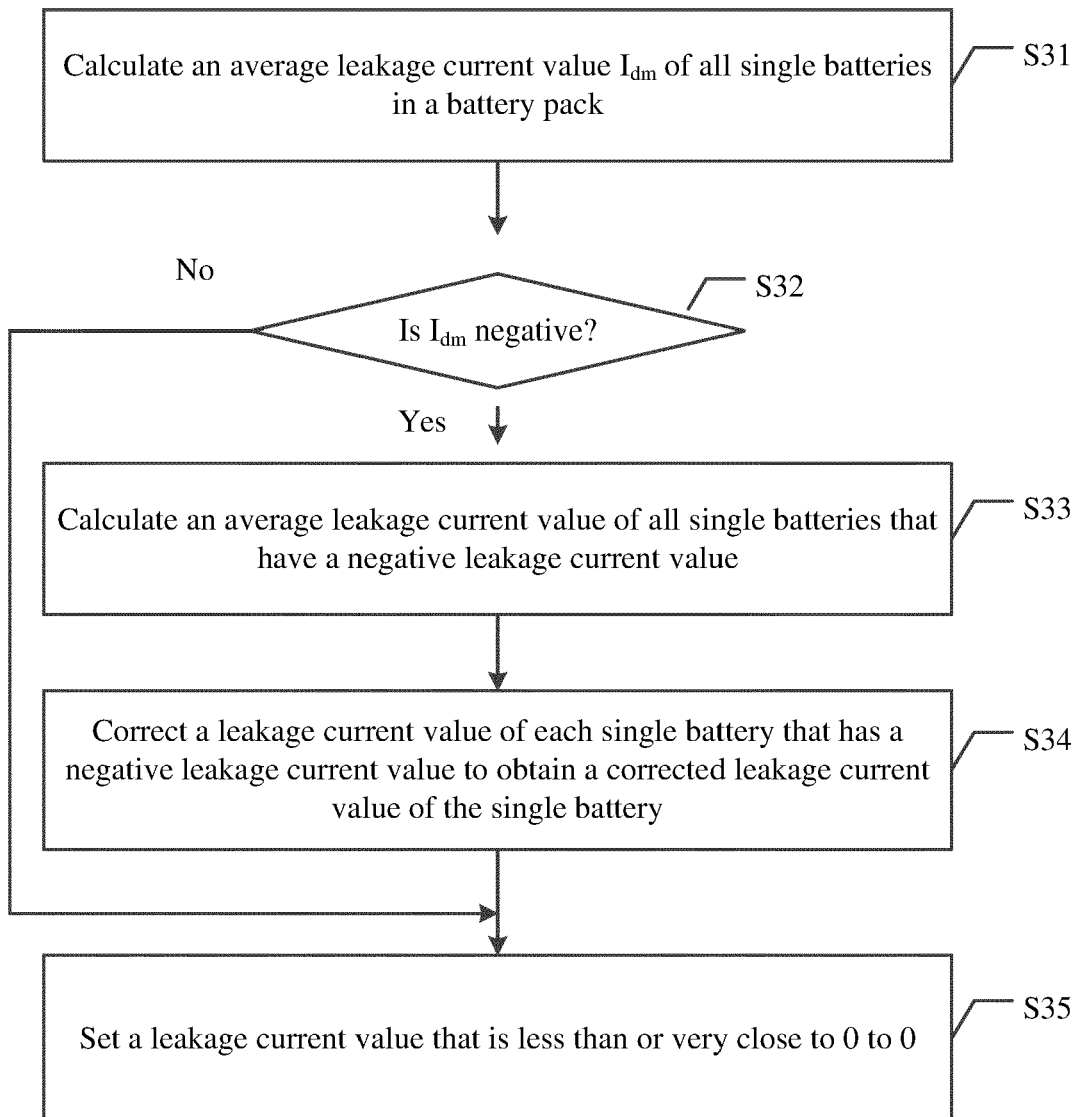 Calculate an average leakage current value Idm of all single batteries
in a battery pack
S31
No
S32
Is Idm negative?
Yes
Calculate an average leakage current value of all single batteries that
have a negative leakage current value
S33
Correct a leakage current value of each single battery that has a
negative leakage current value to obtain a corrected leakage current
value of the single battery
S34
Set a leakage current value that is less than or very close to 0 to 0
S35